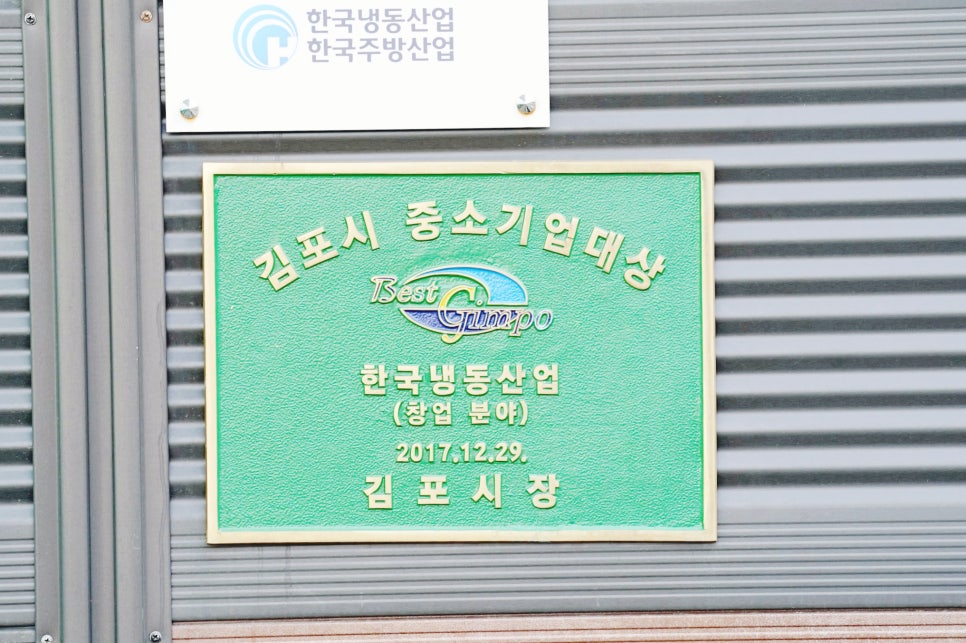 한국냉동산업
한국주방산업
김포시 중소기업대상
Best
Gimpo
한국냉동산업
(창업 분야)
2017.12.29.
김포시장